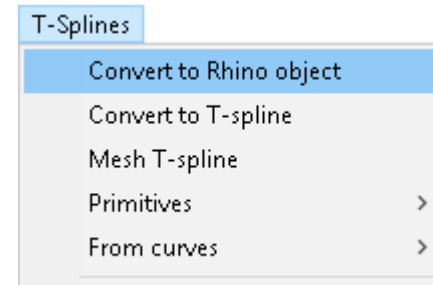 T-Splines
Convert to Rhino object
Convert to T-spline
Mesh T-spline
Primitives
From curves